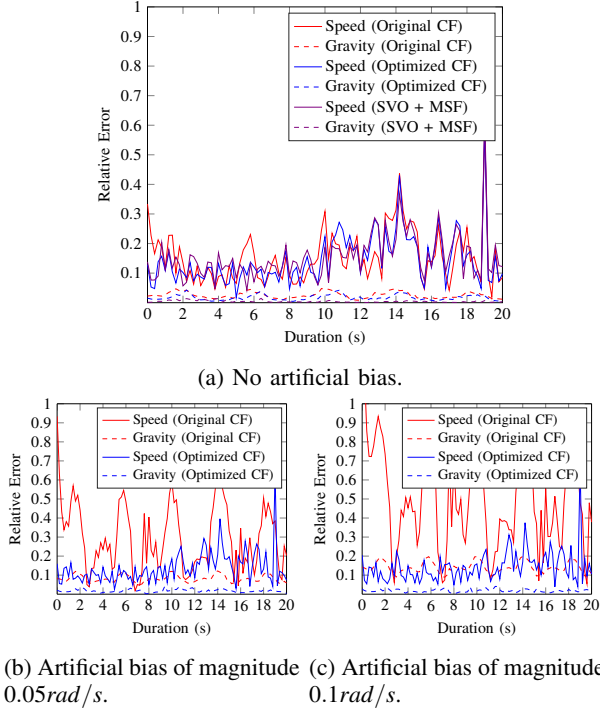 1
0.9
0.8
0.7
0.6
0.5
0.4
0.3
0.2
0.1
Relative Error
Speed (Original CF)
Gravity (Original CF)
Speed (Optimized CF)
Gravity (Optimized CF)
Speed (SVO + MSF)
Gravity (SVO + MSF)
0 2 4 6 8 10 12 14 16 18 20
Duration (s)
(a) No artificial bias.
1
0.9
0.8
0.7
0.6
0.5
0.4
0.3
0.2
0.1
Relative Error
Speed (Original CF)
Gravity (Original CF)
Speed (Optimized CF)
Gravity (Optimized CF)
0 2 4 6 8 10 12 14 16 18 20
Duration (s)
(b) Artificial bias of magnitude
0.05rad/s.
1
0.9
0.8
0.7
0.6
0.5
0.4
0.3
0.2
0.1
Relative Error
Speed (Original CF)
Gravity (Original CF)
Speed (Optimized CF)
Gravity (Optimized CF)
0 2 4 6 8 10 12 14 16 18 20
Duration (s)
(c) Artificial bias of magnitude
0.1rad/s.